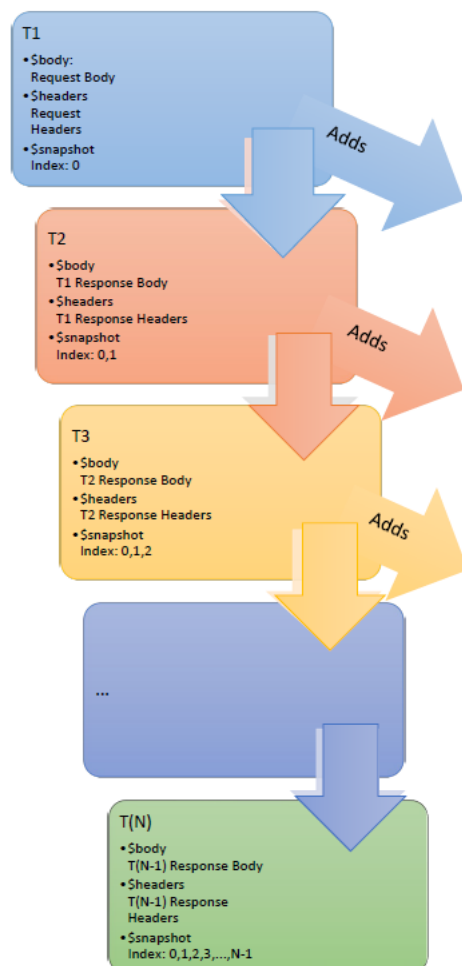 T1
•$body:
Request Body
•$headers
Request
Headers
•$snapshot
Index: 0
Adds
T2
•$body
T1 Response Body
•$headers
T1 Response Headers
•$snapshot
Index: 0,1
Adds
T3
•$body
T2 Response Body
•$headers
T2 Response Headers
•$snapshot
Index: 0,1,2
Adds
...
T(N)
•$body
T(N-1) Response Body
•$headers
T(N-1) Response
Headers
•$snapshot
Index: 0,1,2,3,...,N-1